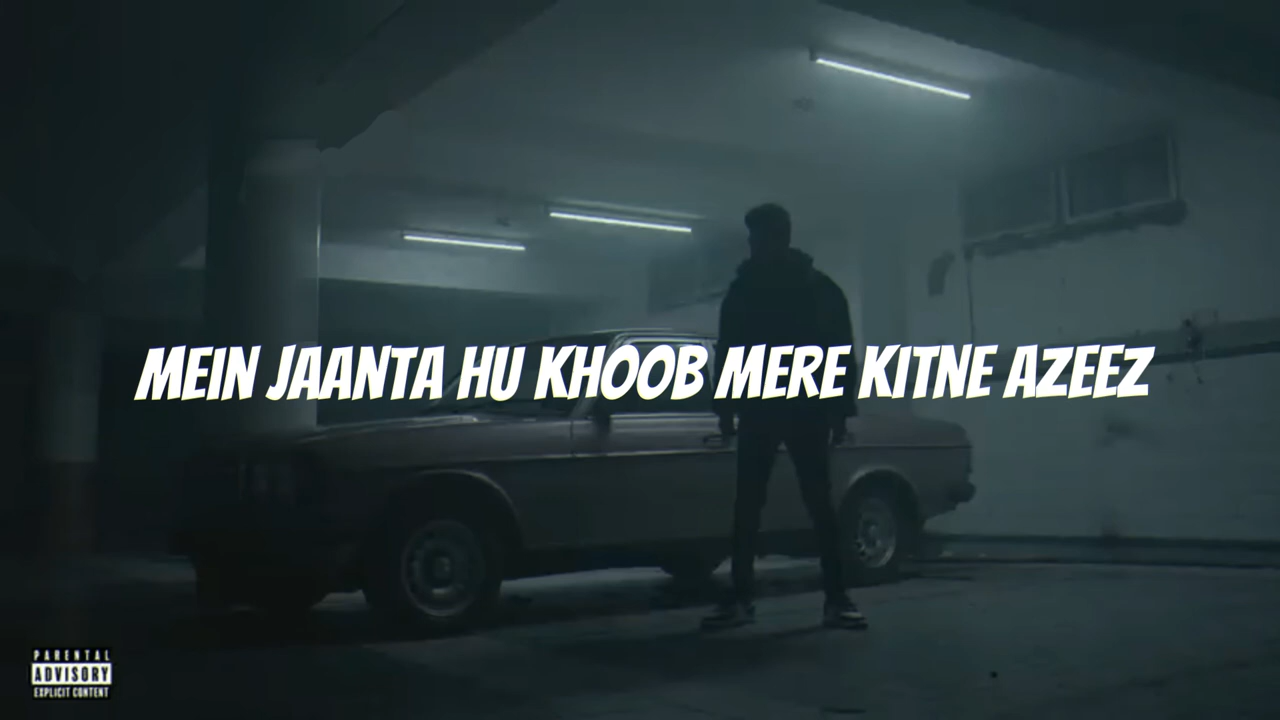 MEIN JAANTA HU KHOOB MERE KITNE AZEEZ
PARENTAL
ADVISORY
EXPLICIT CONTENT